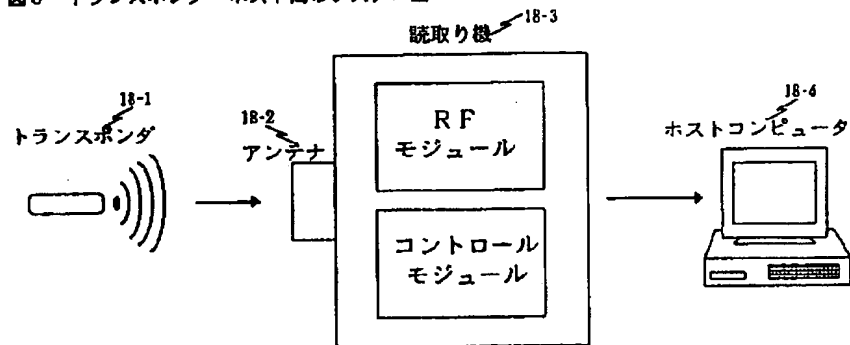 18-3
読取り機
18-1
トランスポンダ
18-2
アンテナ
RF
モジュール
コントロール
モジュール
18-4
ホストコンピュータ